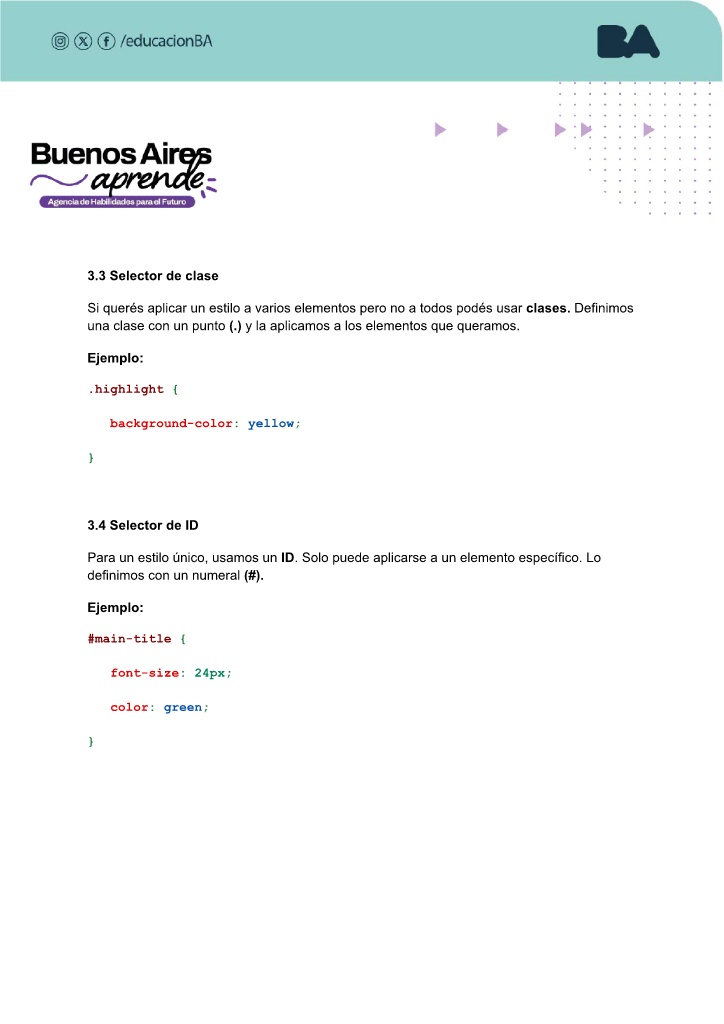 /educacionBA
BA
Buenos Aires
aprende
Agencia de Habilidades para el Futuro
3.3 Selector de clase
Si querés aplicar un estilo a varios elementos pero no a todos podés usar clases. Definimos
una clase con un punto (.) y la aplicamos a los elementos que queramos.
Ejemplo:
.highlight {
background-color: yellow;
}
3.4 Selector de ID
Para un estilo único, usamos un ID. Solo puede aplicarse a un elemento específico. Lo
definimos con un numeral (#).
Ejemplo:
#main-title {
font-size: 24px;
color: green;
}